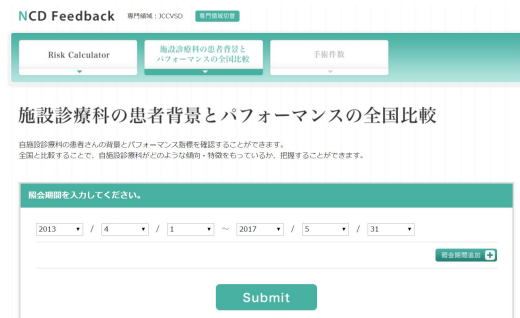 NCD Feedback 専門領域：JCCVSD 専門領域切替
Risk Calculator
施設診療科の患者背景と
パフォーマンスの全国比較
手術件数
施設診療科の患者背景とパフォーマンスの全国比較
自施設診療科の患者さんの背景とパフォーマンス指標を確認することができます。
全国と比較することで、自施設診療科がどのような傾向・特徴をもっているか、把握することができます。
照会期間を入力してください。
2013 / 4 / 1 ～ 2017 / 5 / 31
照会期間追加
Submit